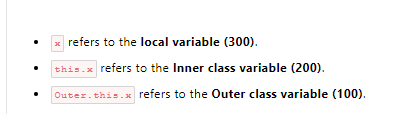 x refers to the local variable (300).
this.x refers to the Inner class variable (200).
Outer.this.x refers to the Outer class variable (100).